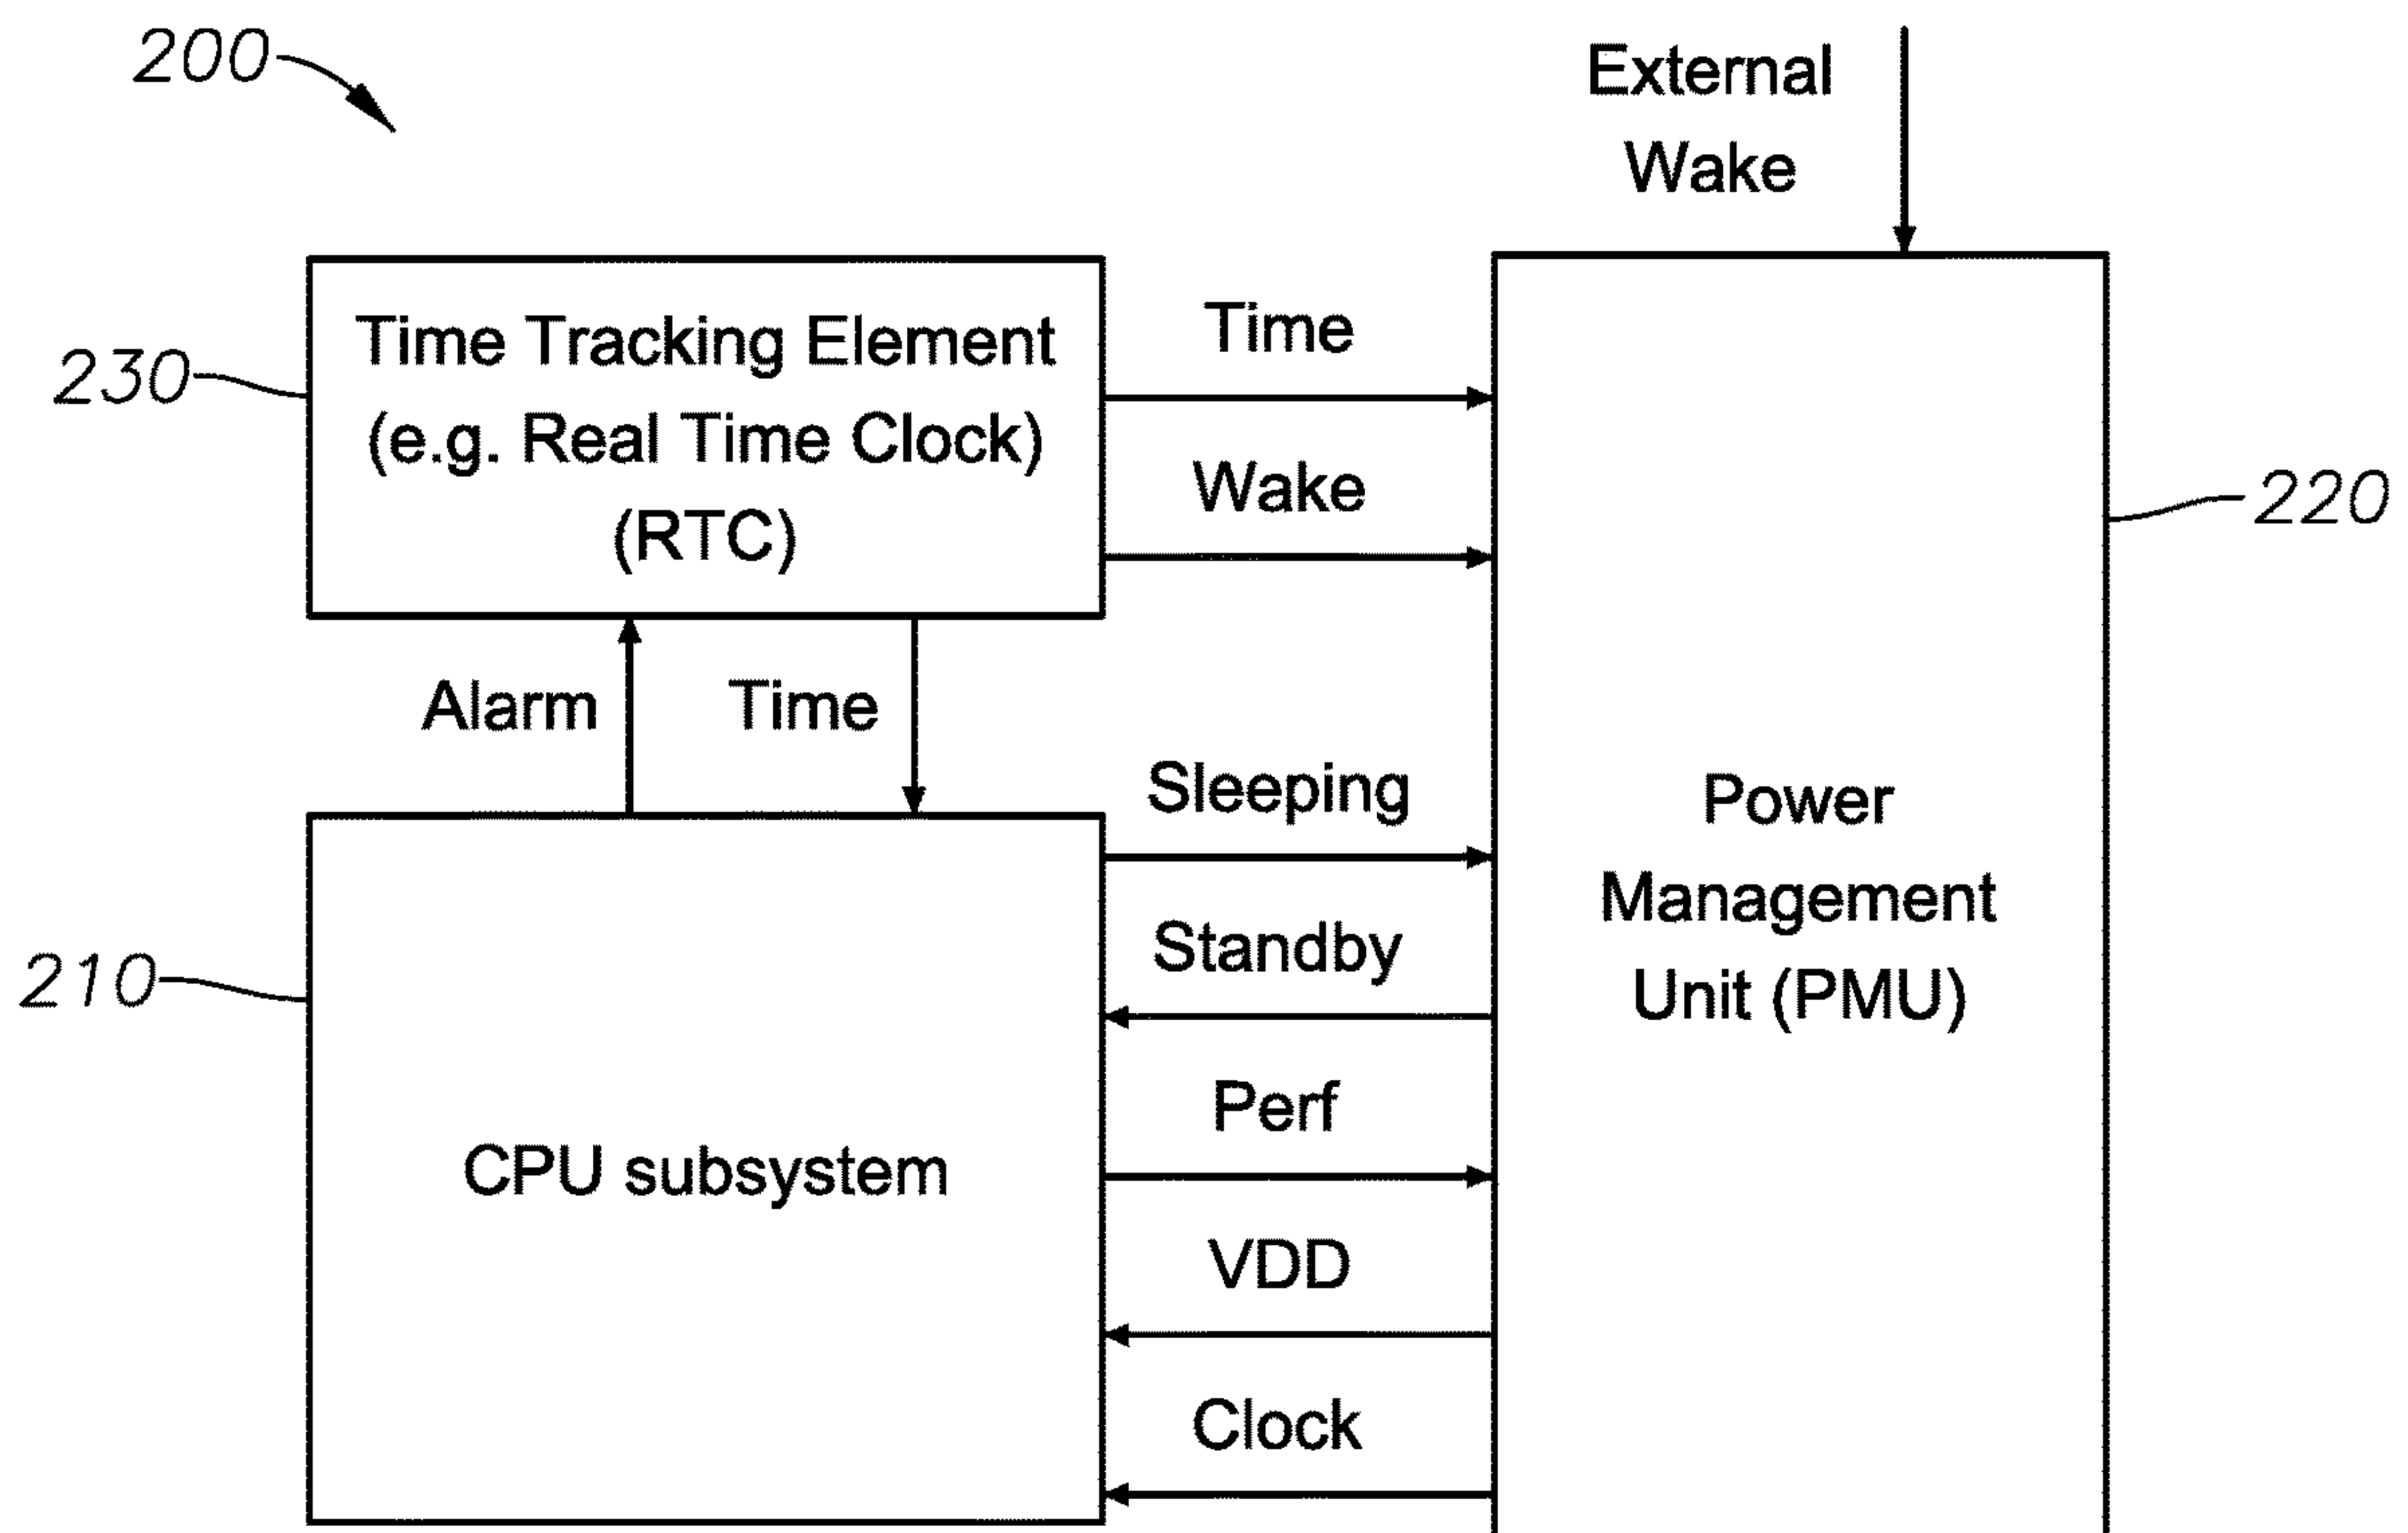 200
External
Wake
230
Time Tracking Element
(e.g. Real Time Clock)
(RTC)
Time
Wake
220
Alarm
Time
Sleeping
Standby
Perf
VDD
Clock
Power
Management
Unit (PMU)
210
CPU subsystem